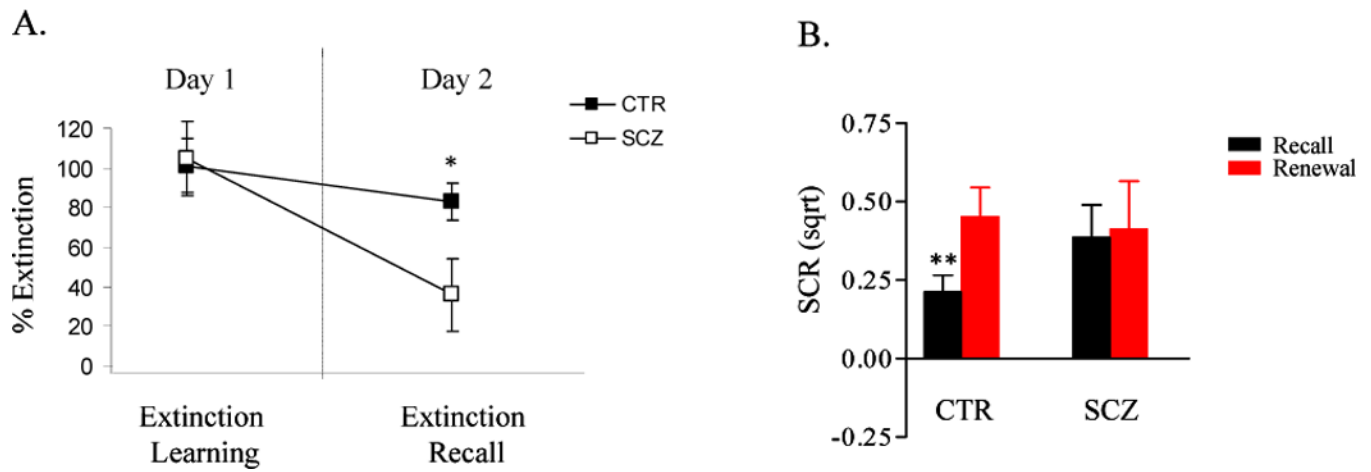 A.
Day 1
Day 2
CTR
SCZ
% Extinction
120
100
80
60
40
20
0
*
Extinction
Learning
Extinction
Recall
B.
SCR (sqrt)
0.75
0.50
0.25
0.00
-0.25
**
CTR
SCZ
Recall
Renewal